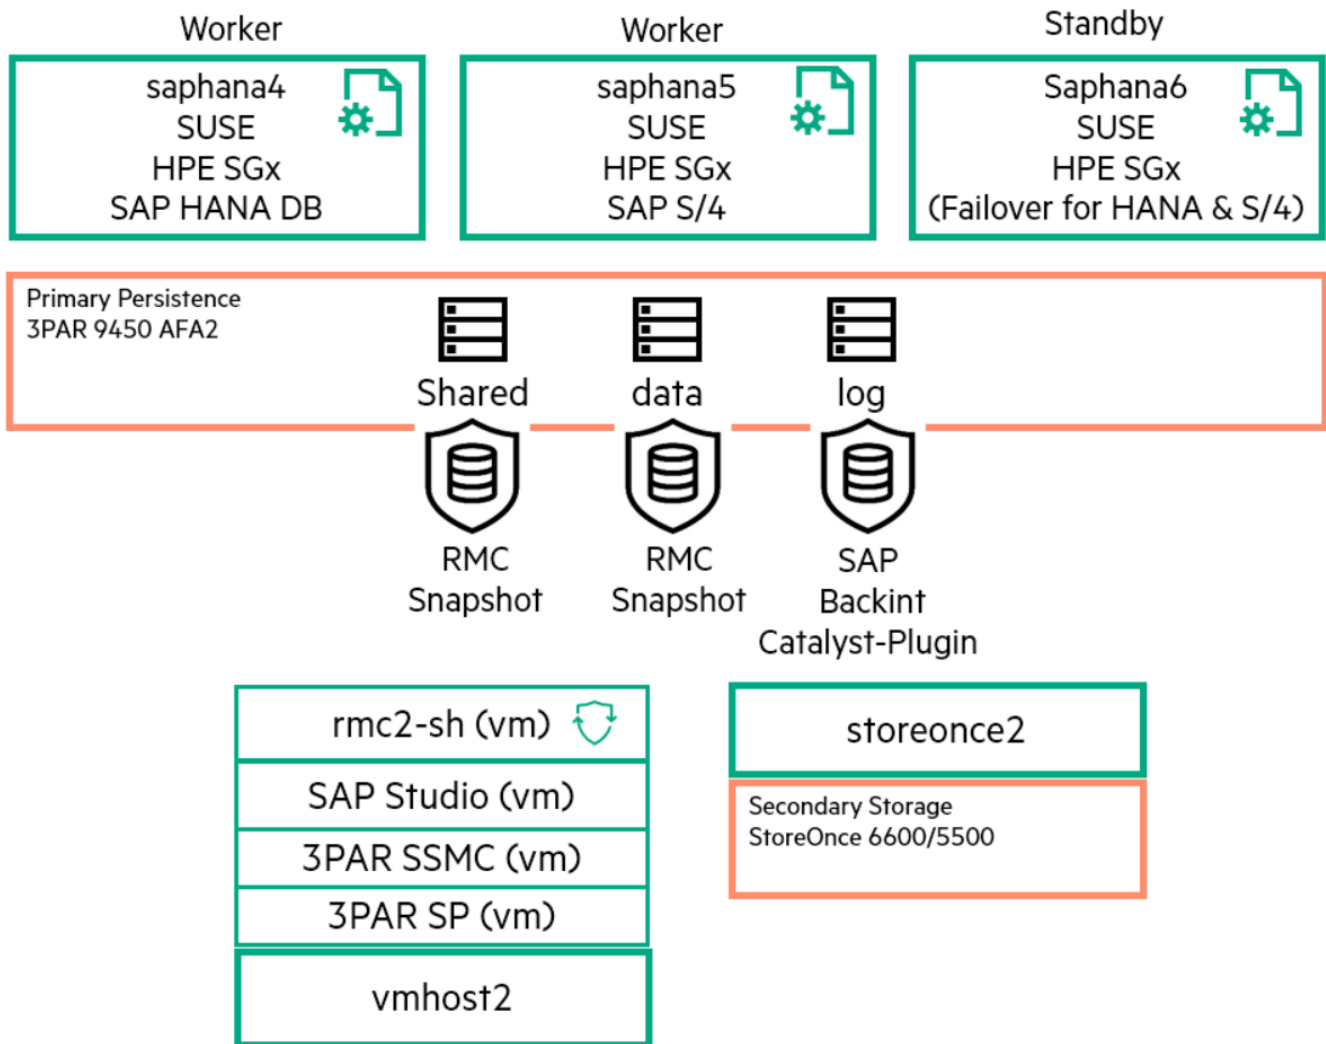 Worker
Worker
Standby
saphana4
SUSE
HPE SGx
SAP HANA DB
saphana5
SUSE
HPE SGx
SAP S/4
Saphana6
SUSE
HPE SGx
(Failover for HANA & S/4)
Primary Persistence
3PAR 9450 AFA2
Shared
data
log
RMC
Snapshot
RMC
Snapshot
SAP
Backint
Catalyst-Plugin
rmc2-sh (vm)
SAP Studio (vm)
3PAR SSMC (vm)
3PAR SP (vm)
vmhost2
storeonce2
Secondary Storage
StoreOnce 6600/5500